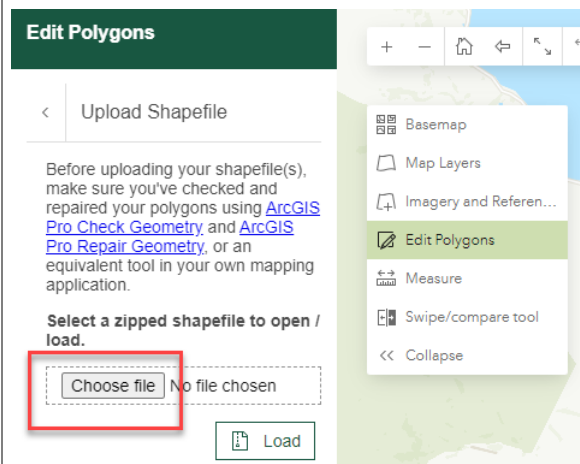 Edit Polygons
Upload Shapefile
Before uploading your shapefile(s),
make sure you've checked and
repaired your polygons using ArcGIS
Pro Check Geometry and ArcGIS
Pro Repair Geometry, or an
equivalent tool in your own mapping
application.
Select a zipped shapefile to open /
load.
Choose file No file chosen
Load
Basemap
Map Layers
Imagery and Referen...
Edit Polygons
Measure
Swipe/compare tool
<< Collapse